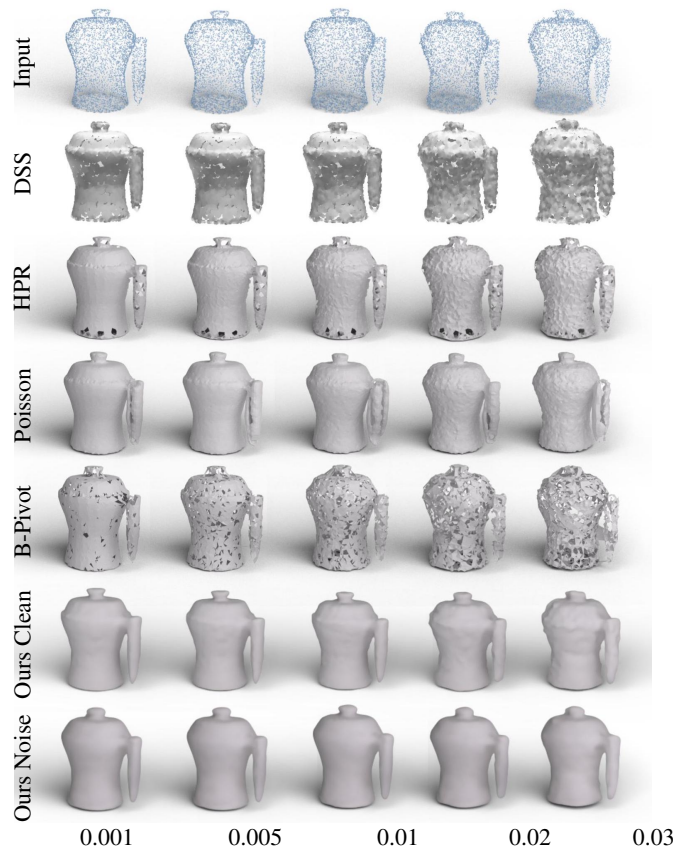 Input
DSS
HPR
Poisson
B-Pivot
Ours Clean
Ours Noise
0.001 0.005 0.01 0.02 0.03